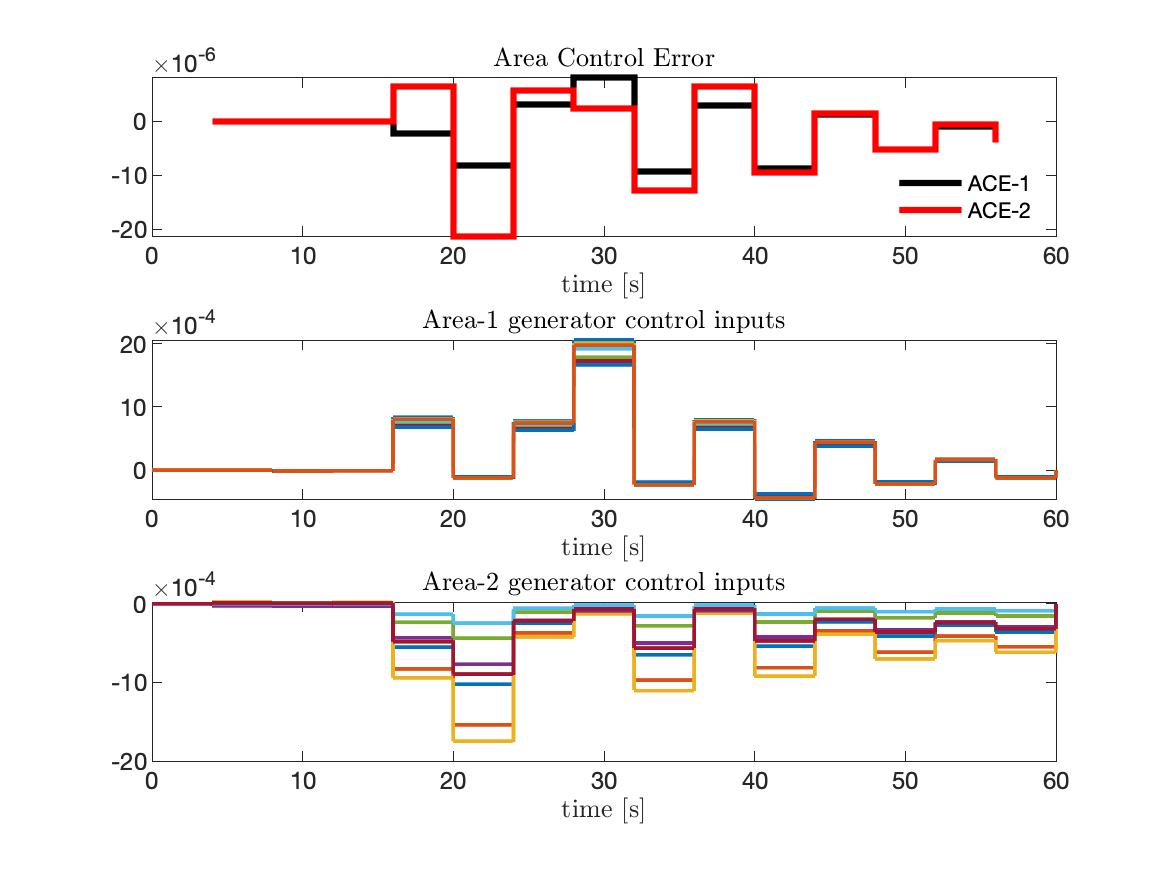 Area Control Error
×10-6
0
-10
-20
ACE-1
ACE-2
0 10 20 30 40 50 60
time [s]
Area-1 generator control inputs
×10-4
20
10
0
0 10 20 30 40 50 60
time [s]
Area-2 generator control inputs
×10-4
0
-10
-20
0 10 20 30 40 50 60
time [s]